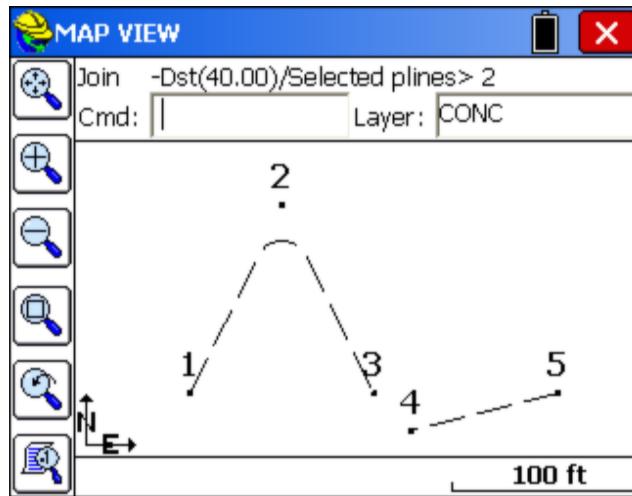 MAP VIEW
Join -Dst(40.00)/Selected plines> 2
Cmd: Layer: CONC
2
1 3 5
4
N
E
100 ft